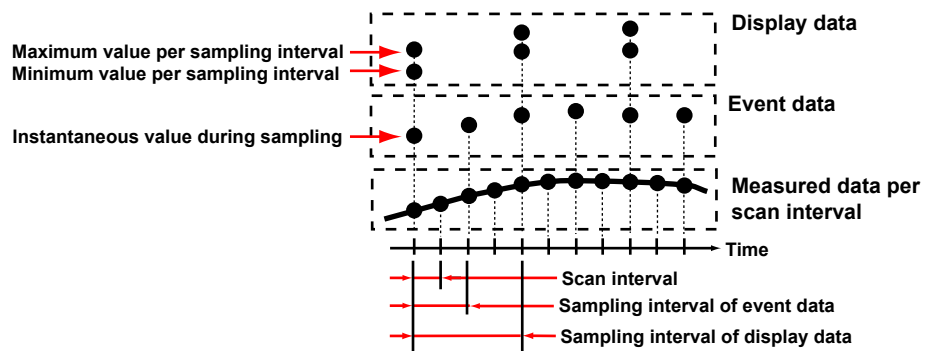 Display data
Maximum value per sampling interval
Minimum value per sampling interval
Event data
Instantaneous value during sampling
Measured data per
scan interval
Time
Scan interval
Sampling interval of event data
Sampling interval of display data